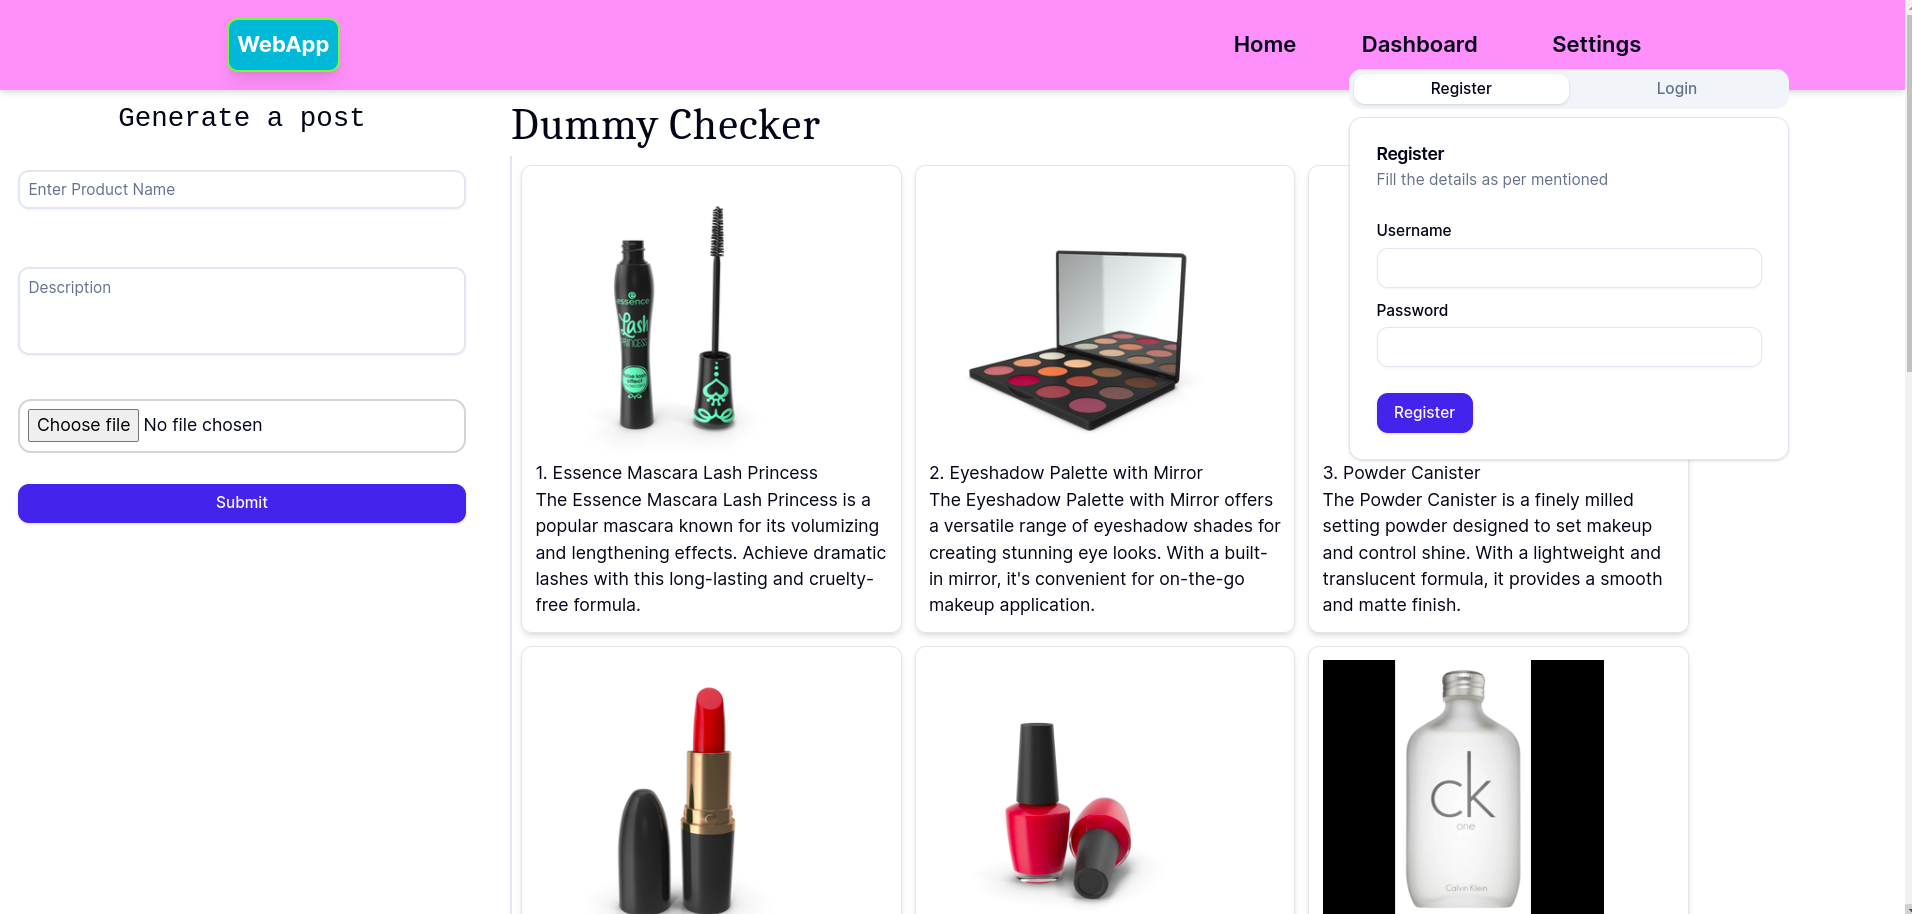 WebApp
Home
Dashboard
Settings
Register
Login
Generate a post
Enter Product Name
Description
Choose file No file chosen
Submit
Dummy Checker
essence
Lash
PRINCESS
false lash
effect
1. Essence Mascara Lash Princess
The Essence Mascara Lash Princess is a
popular mascara known for its volumizing
and lengthening effects. Achieve dramatic
lashes with this long-lasting and cruelty-
free formula.
2. Eyeshadow Palette with Mirror
The Eyeshadow Palette with Mirror offers
a versatile range of eyeshadow shades for
creating stunning eye looks. With a built-
in mirror, it's convenient for on-the-go
makeup application.
Register
Fill the details as per mentioned
Username
Password
Register
3. Powder Canister
The Powder Canister is a finely milled
setting powder designed to set makeup
and control shine. With a lightweight and
translucent formula, it provides a smooth
and matte finish.
ck
one
Calvin Klein